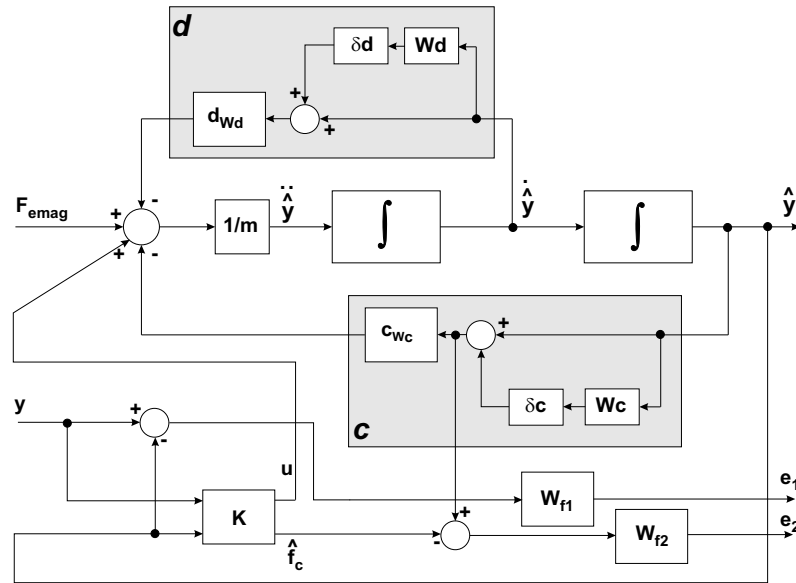 d
δd
Wd
+
+
d_Wd
-
F_emag
+
+
-
1/m
ÿ̂
∫
ẏ̂
∫
ŷ
c_Wc
+
δc
Wc
c
y
+
-
u
K
f̂_c
+
-
W_f1
e_1
W_f2
e_2